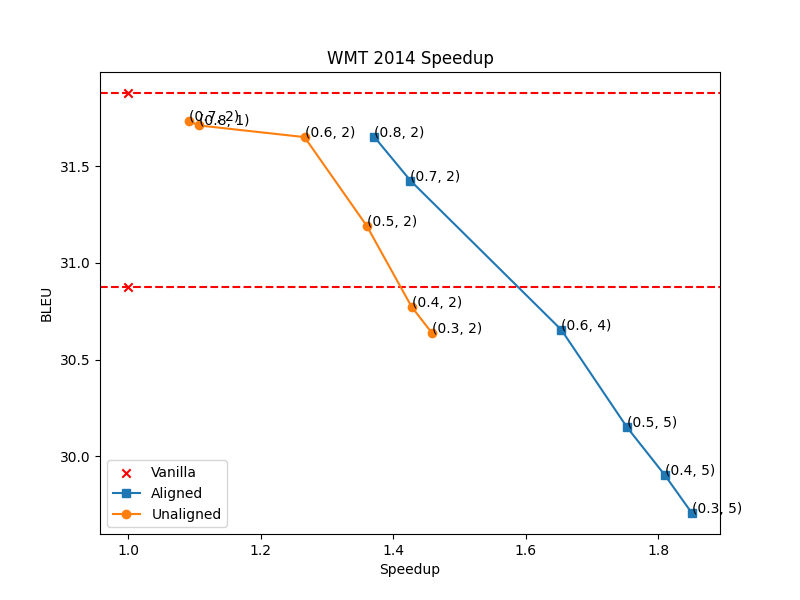 WMT 2014 Speedup
(0.7, 2)
(0.8, 1)
(0.6, 2)
(0.8, 2)
(0.7, 2)
(0.5, 2)
(0.4, 2)
(0.3, 2)
(0.6, 4)
(0.5, 5)
(0.4, 5)
(0.3, 5)
31.5
31.0
30.5
30.0
BLEU
Vanilla
Aligned
Unaligned
1.0 1.2 1.4 1.6 1.8
Speedup